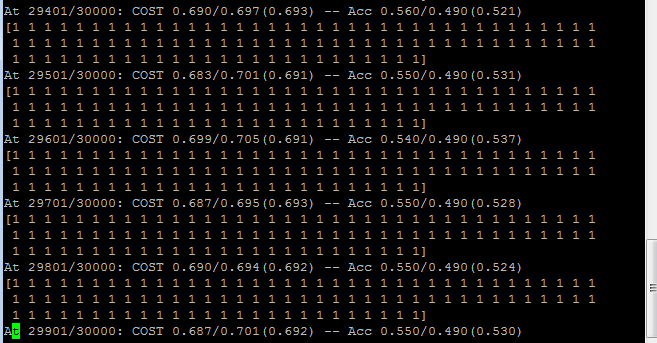 At 29401/30000: COST 0.690/0.697(0.693) -- Acc 0.560/0.490(0.521)
[1 1 1 1 1 1 1 1 1 1 1 1 1 1 1 1 1 1 1 1 1 1 1 1 1 1 1 1 1 1 1 1 1 1 1 1 1
1 1 1 1 1 1 1 1 1 1 1 1 1 1 1 1 1 1 1 1 1 1 1 1 1 1 1 1 1 1 1 1 1 1 1 1 1
1 1 1 1 1 1 1 1 1 1 1 1 1 1 1 1 1 1 1 1 1 1 1 1 1 1]
At 29501/30000: COST 0.683/0.701(0.691) -- Acc 0.550/0.490(0.531)
[1 1 1 1 1 1 1 1 1 1 1 1 1 1 1 1 1 1 1 1 1 1 1 1 1 1 1 1 1 1 1 1 1 1 1 1 1
1 1 1 1 1 1 1 1 1 1 1 1 1 1 1 1 1 1 1 1 1 1 1 1 1 1 1 1 1 1 1 1 1 1 1 1 1
1 1 1 1 1 1 1 1 1 1 1 1 1 1 1 1 1 1 1 1 1 1 1 1 1 1]
At 29601/30000: COST 0.699/0.705(0.691) -- Acc 0.540/0.490(0.537)
[1 1 1 1 1 1 1 1 1 1 1 1 1 1 1 1 1 1 1 1 1 1 1 1 1 1 1 1 1 1 1 1 1 1 1 1 1
1 1 1 1 1 1 1 1 1 1 1 1 1 1 1 1 1 1 1 1 1 1 1 1 1 1 1 1 1 1 1 1 1 1 1 1 1
1 1 1 1 1 1 1 1 1 1 1 1 1 1 1 1 1 1 1 1 1 1 1 1 1 1]
At 29701/30000: COST 0.687/0.695(0.693) -- Acc 0.550/0.490(0.528)
[1 1 1 1 1 1 1 1 1 1 1 1 1 1 1 1 1 1 1 1 1 1 1 1 1 1 1 1 1 1 1 1 1 1 1 1 1
1 1 1 1 1 1 1 1 1 1 1 1 1 1 1 1 1 1 1 1 1 1 1 1 1 1 1 1 1 1 1 1 1 1 1 1 1
1 1 1 1 1 1 1 1 1 1 1 1 1 1 1 1 1 1 1 1 1 1 1 1 1 1]
At 29801/30000: COST 0.690/0.694(0.692) -- Acc 0.550/0.490(0.524)
[1 1 1 1 1 1 1 1 1 1 1 1 1 1 1 1 1 1 1 1 1 1 1 1 1 1 1 1 1 1 1 1 1 1 1 1 1
1 1 1 1 1 1 1 1 1 1 1 1 1 1 1 1 1 1 1 1 1 1 1 1 1 1 1 1 1 1 1 1 1 1 1 1 1
1 1 1 1 1 1 1 1 1 1 1 1 1 1 1 1 1 1 1 1 1 1 1 1 1 1]
At 29901/30000: COST 0.687/0.701(0.692) -- Acc 0.550/0.490(0.530)